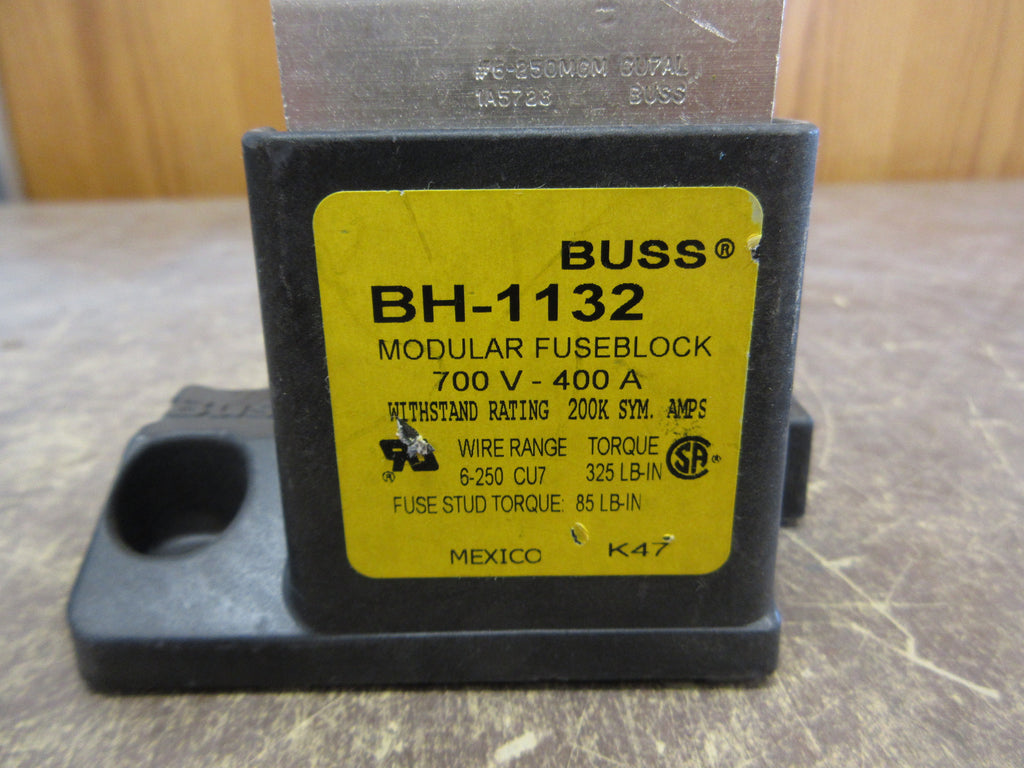 #6-250MCM CU7AL
1A5728 BUSS
BUSS®
BH-1132
MODULAR FUSEBLOCK
700 V - 400 A
WITHSTAND RATING 200K SYM. AMPS
WIRE RANGE TORQUE
6-250 CU7 325 LB-IN
FUSE STUD TORQUE: 85 LB-IN
MEXICO K47